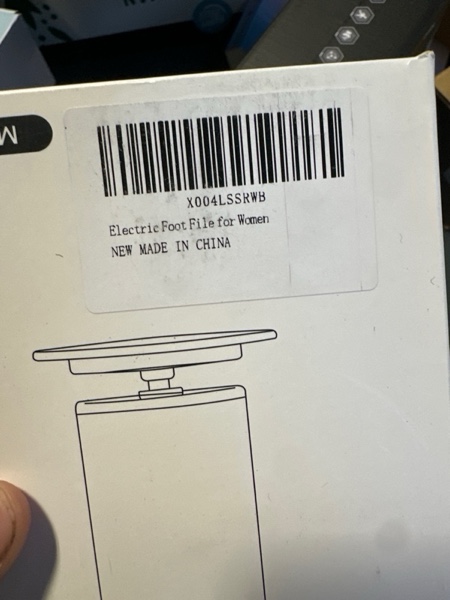 M
X004LSSRWB
Electric Foot File for Women
NEW MADE IN CHINA